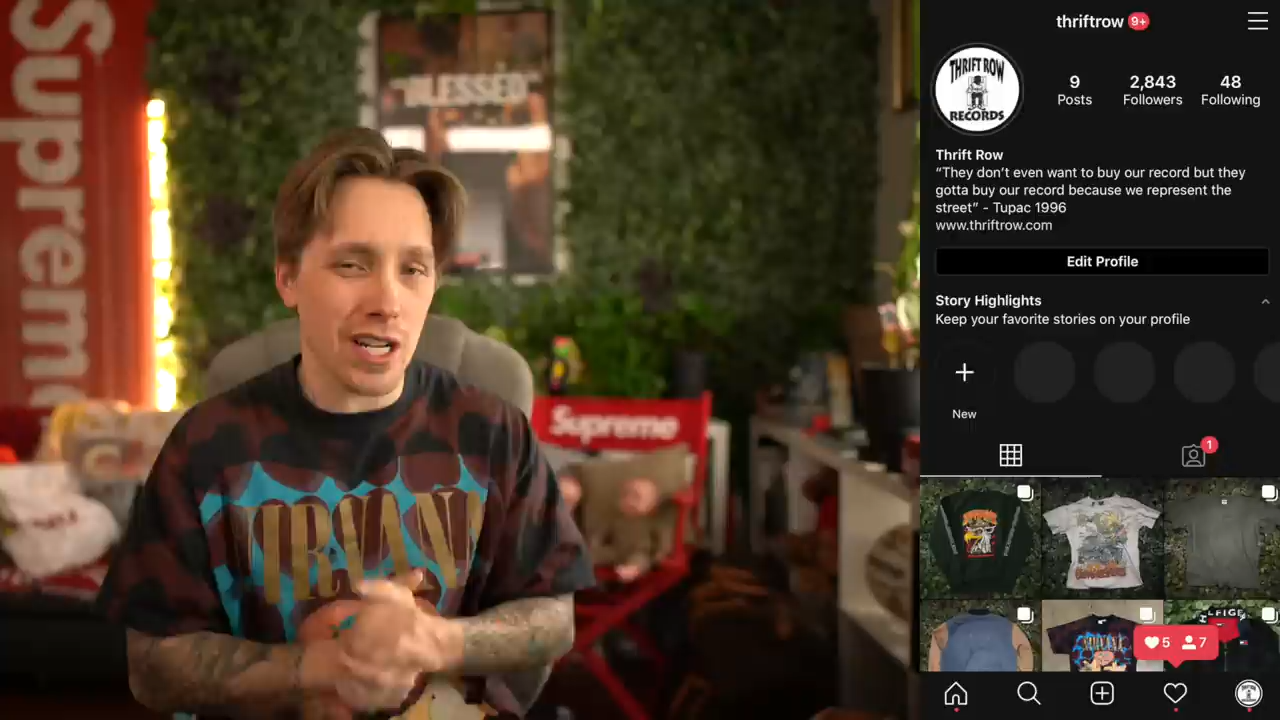 Supreme
"BLESSED"
NIRVANA
Supreme
thriftrow 9+
THRIFT ROW
RECORDS
9
Posts
2,843
Followers
48
Following
Thrift Row
“They don’t even want to buy our record but they
gotta buy our record because we represent the
street” - Tupac 1996
www.thriftrow.com
Edit Profile
Story Highlights
Keep your favorite stories on your profile
New
1
NIRVANA
5
7